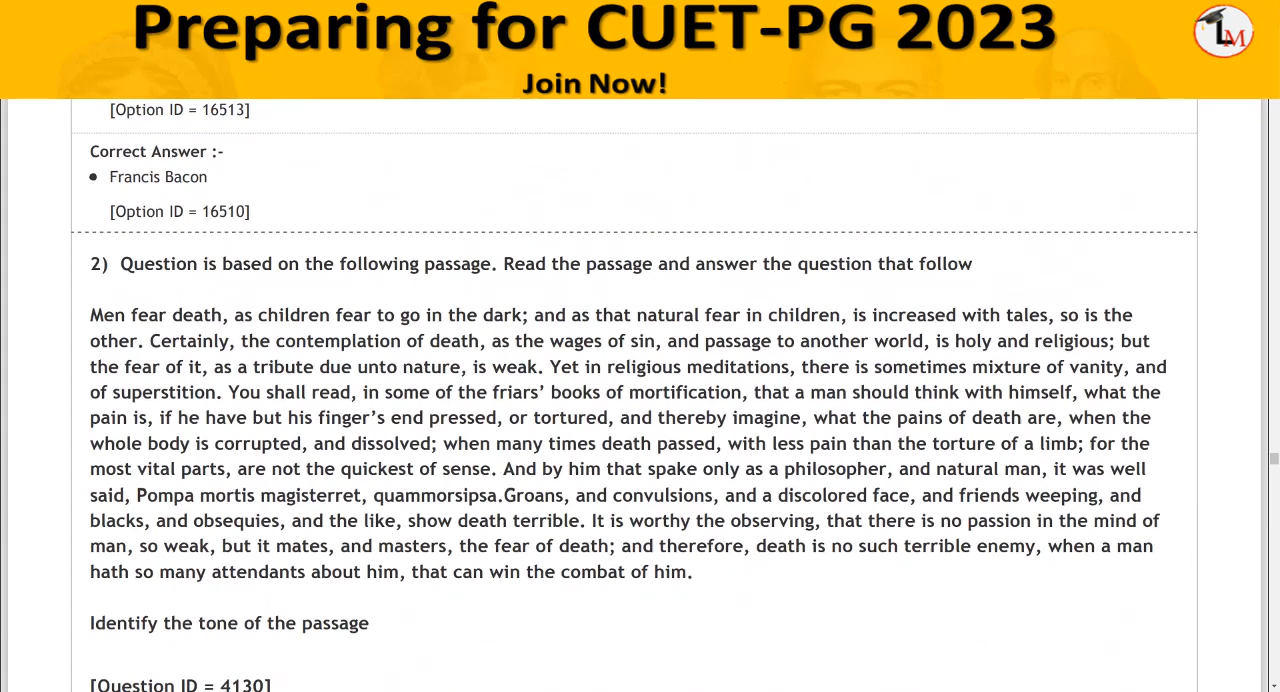 Preparing for CUET-PG 2023
Join Now!
LM
[Option ID = 16513]
Correct Answer :-
• Francis Bacon
[Option ID = 16510]
2) Question is based on the following passage. Read the passage and answer the question that follow
Men fear death, as children fear to go in the dark; and as that natural fear in children, is increased with tales, so is the
other. Certainly, the contemplation of death, as the wages of sin, and passage to another world, is holy and religious; but
the fear of it, as a tribute due unto nature, is weak. Yet in religious meditations, there is sometimes mixture of vanity, and
of superstition. You shall read, in some of the friars’ books of mortification, that a man should think with himself, what the
pain is, if he have but his finger’s end pressed, or tortured, and thereby imagine, what the pains of death are, when the
whole body is corrupted, and dissolved; when many times death passed, with less pain than the torture of a limb; for the
most vital parts, are not the quickest of sense. And by him that spake only as a philosopher, and natural man, it was well
said, Pompa mortis magisterret, quammorsipsa.Groans, and convulsions, and a discolored face, and friends weeping, and
blacks, and obsequies, and the like, show death terrible. It is worthy the observing, that there is no passion in the mind of
man, so weak, but it mates, and masters, the fear of death; and therefore, death is no such terrible enemy, when a man
hath so many attendants about him, that can win the combat of him.
Identify the tone of the passage
[Question ID = 4130]